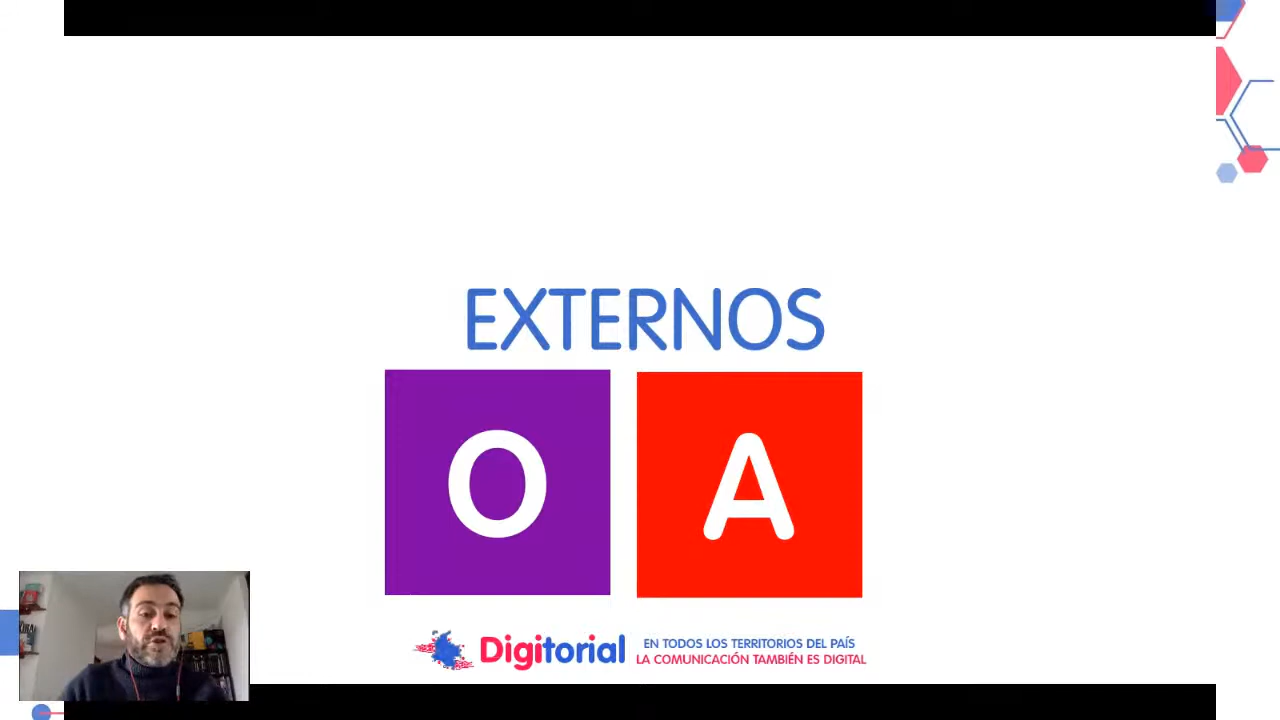 EXTERNOS
O A
Digitorial
EN TODOS LOS TERRITORIOS DEL PAÍS
LA COMUNICACIÓN TAMBIÉN ES DIGITAL